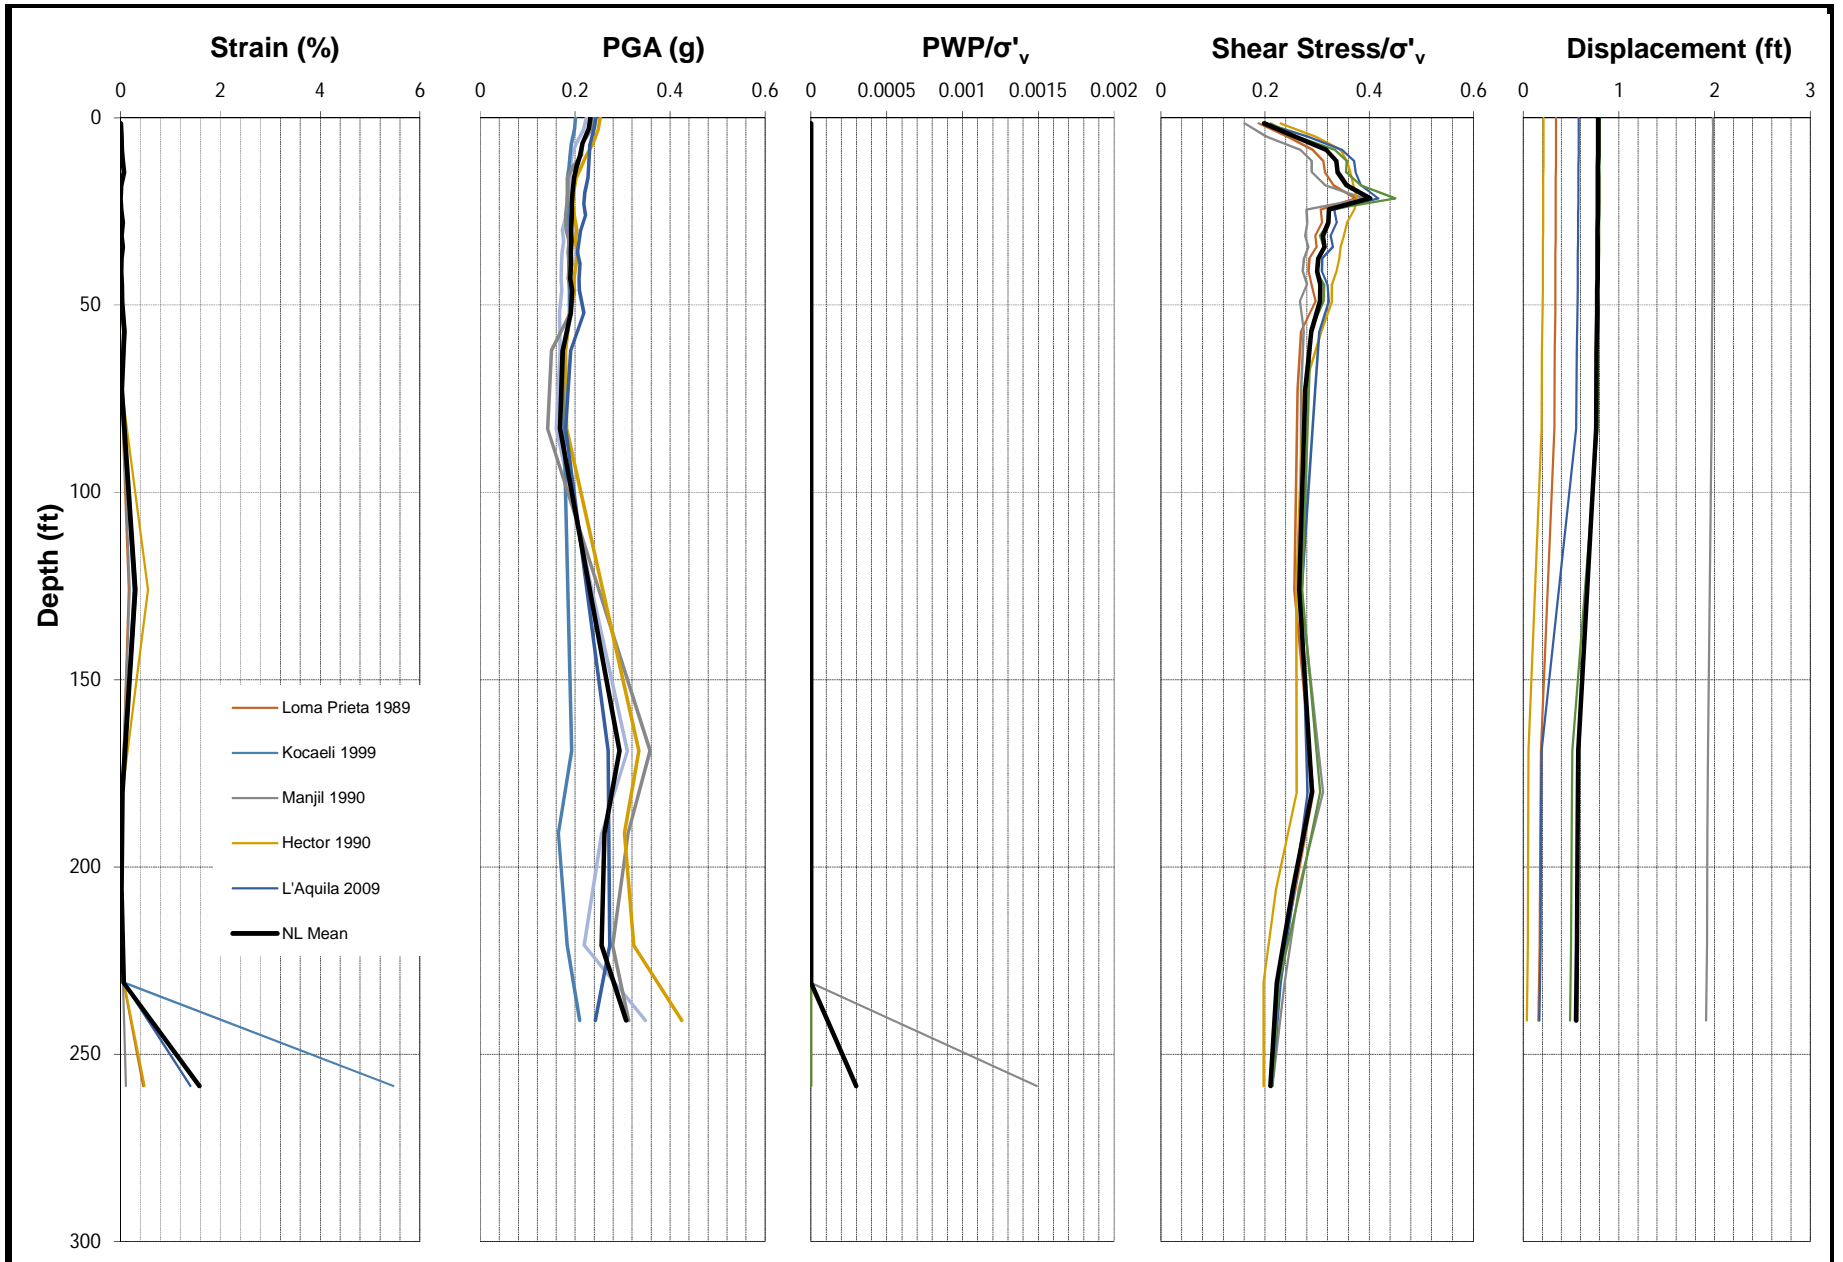 Strain (%) PGA (g) PWP/σ'v Shear Stress/σ'v Displacement (ft)
0 2 4 6 0 0.2 0.4 0.6 0 0.0005 0.001 0.0015 0.002 0 0.2 0.4 0.6 0 1 2 3
0
50
100
Depth (ft)
150
Loma Prieta 1989
Kocaeli 1999
Manjil 1990
Hector 1990
200
L'Aquila 2009
NL Mean
250
300